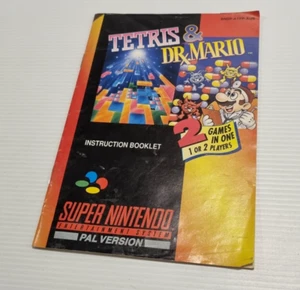 TETRIS &
DR. MARIO
2
GAMES
IN ONE
1 OR 2 PLAYERS
INSTRUCTION BOOKLET
SUPER NINTENDO
ENTERTAINMENT SYSTEM
PAL VERSION